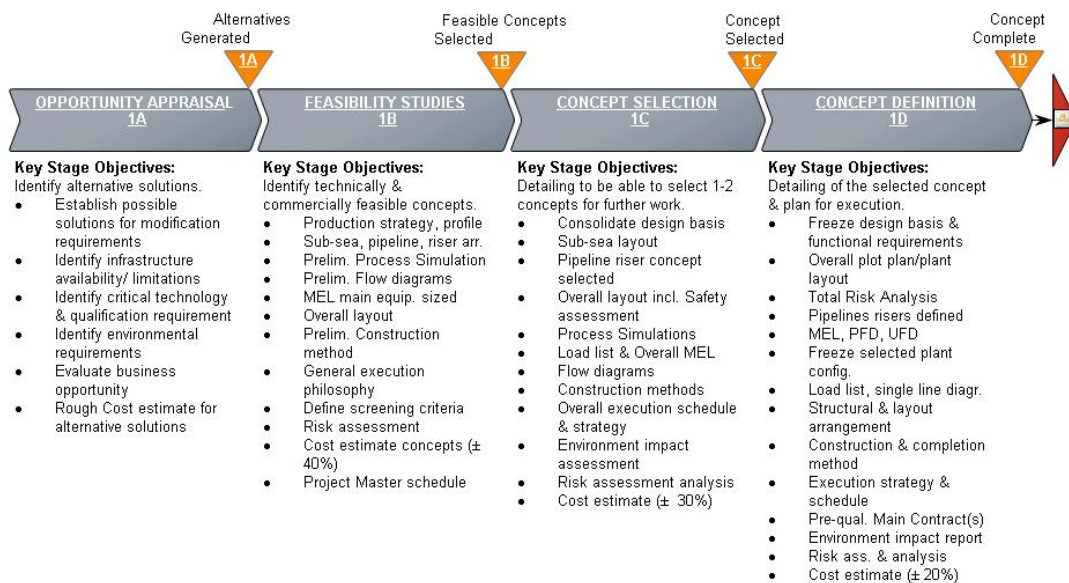 Alternatives
Generated
Feasible Concepts
Selected
Concept
Selected
Concept
Complete
1A
1B
1C
1D
OPPORTUNITY APPRAISAL
1A
FEASIBILITY STUDIES
1B
CONCEPT SELECTION
1C
CONCEPT DEFINITION
1D
Key Stage Objectives:
Identify alternative solutions.
• Establish possible
solutions for modification
requirements
• Identify infrastructure
availability/ limitations
• Identify critical technology
& qualification requirement
• Identify environmental
requirements
• Evaluate business
opportunity
• Rough Cost estimate for
alternative solutions
Key Stage Objectives:
Identify technically &
commercially feasible concepts.
• Production strategy, profile
• Sub-sea, pipeline, riser arr.
• Prelim. Process Simulation
• Prelim. Flow diagrams
• MEL main equip. sized
• Overall layout
• Prelim. Construction
method
• General execution
philosophy
• Define screening criteria
• Risk assessment
• Cost estimate concepts (±
40%)
• Project Master schedule
Key Stage Objectives:
Detailing to be able to select 1-2
concepts for further work.
• Consolidate design basis
• Sub-sea layout
• Pipeline riser concept
selected
• Overall layout incl. Safety
assessment
• Process Simulations
• Load list & Overall MEL
• Flow diagrams
• Construction methods
• Overall execution schedule
& strategy
• Environment impact
assessment
• Risk assessment analysis
• Cost estimate (± 30%)
Key Stage Objectives:
Detailing of the selected concept
& plan for execution.
• Freeze design basis &
functional requirements
• Overall plot plan/plant
layout
• Total Risk Analysis
• Pipelines risers defined
• MEL, PFD, UFD
• Freeze selected plant
config.
• Load list, single line diagr.
• Structural & layout
arrangement
• Construction & completion
method
• Execution strategy &
schedule
• Pre-qual. Main Contract(s)
• Environment impact report
• Risk ass. & analysis
• Cost estimate (±20%)